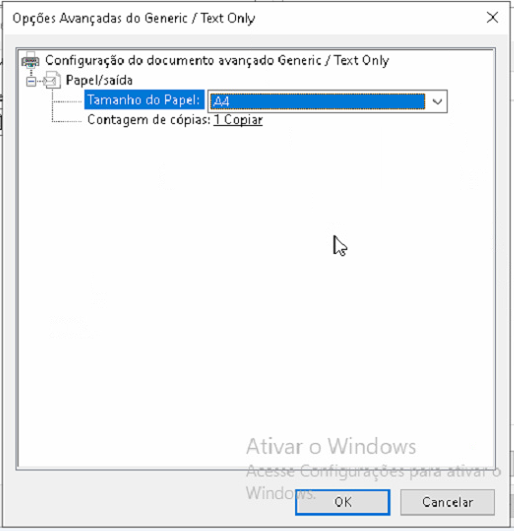 Opções Avançadas do Generic / Text Only
Configuração do documento avançado Generic / Text Only
Papel/saída
Tamanho do Papel: A4
Contagem de cópias: 1 Copiar
Ativar o Windows
Acesse Configurações para ativar o
Windows.
OK Cancelar